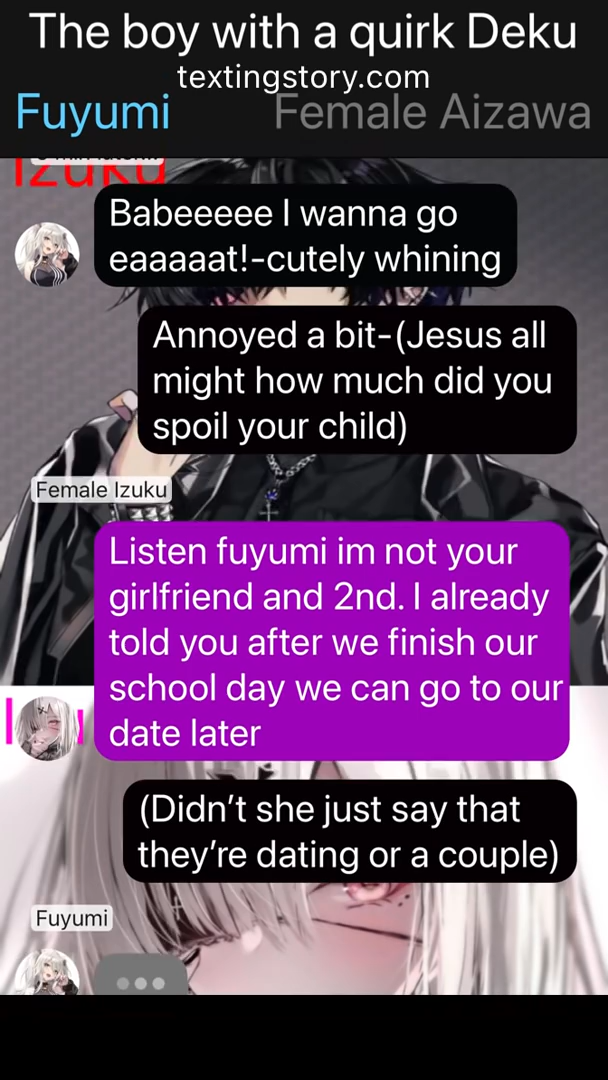 The boy with a quirk Deku
textingstory.com
Fuyumi
Female Aizawa
Izuku
Babeeeee I wanna go
eaaaaat!-cutely whining
Annoyed a bit-(Jesus all
might how much did you
spoil your child)
Female Izuku
Listen fuyumi im not your
girlfriend and 2nd. I already
told you after we finish our
school day we can go to our
date later
(Didn’t she just say that
they’re dating or a couple)
Fuyumi